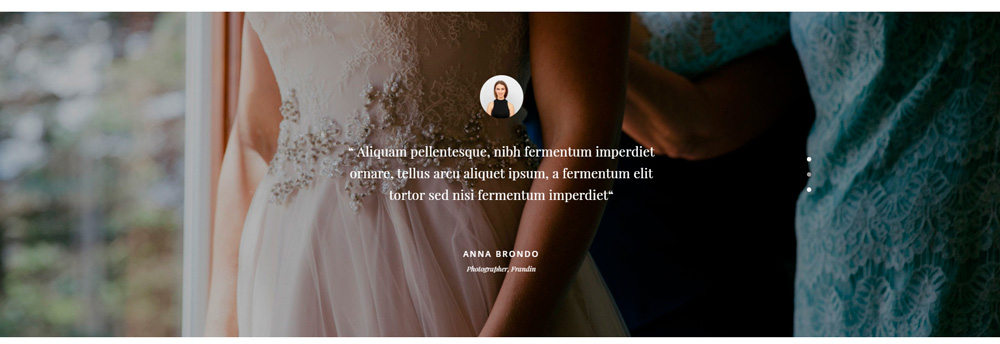 “ Aliquam pellentesque, nibh fermentum imperdiet
ornare, tellus arcu aliquet ipsum, a fermentum elit
tortor sed nisi fermentum imperdiet“
ANNA BRONDO
Photographer, Frandin